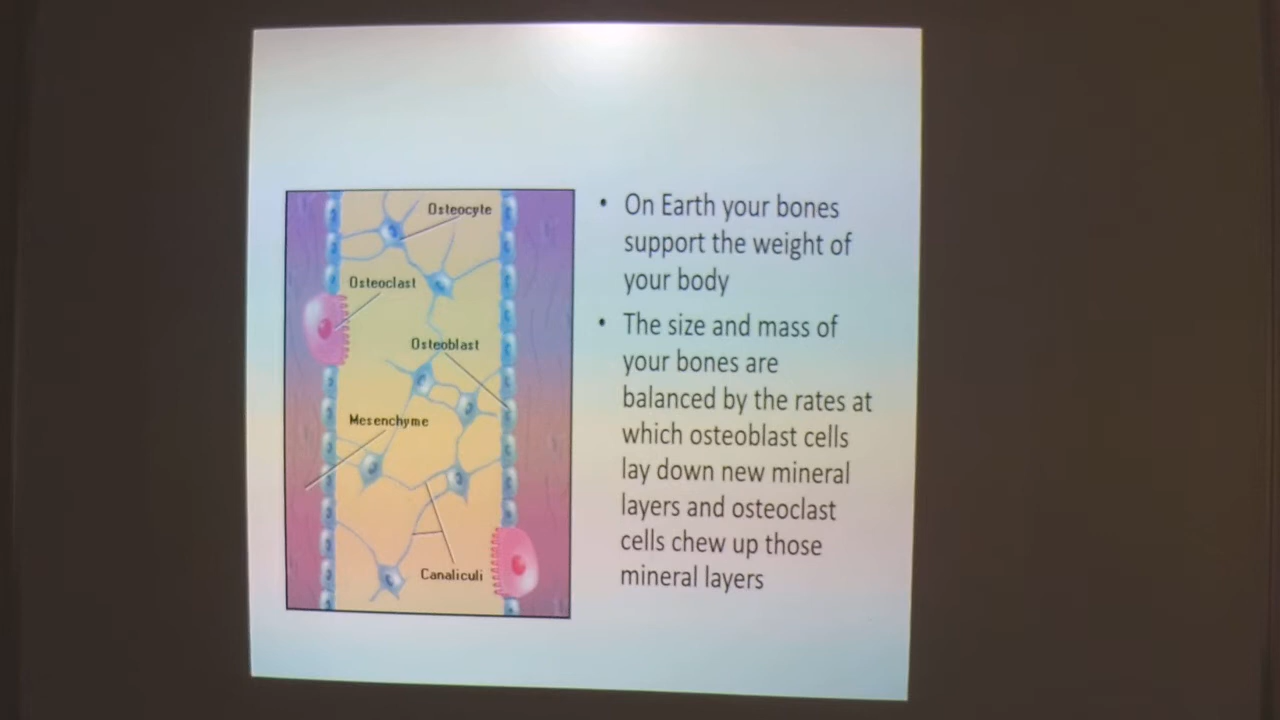 Osteocyte
Osteoclast
Osteoblast
Mesenchyme
Canaliculi
• On Earth your bones
support the weight of
your body
• The size and mass of
your bones are
balanced by the rates at
which osteoblast cells
lay down new mineral
layers and osteoclast
cells chew up those
mineral layers